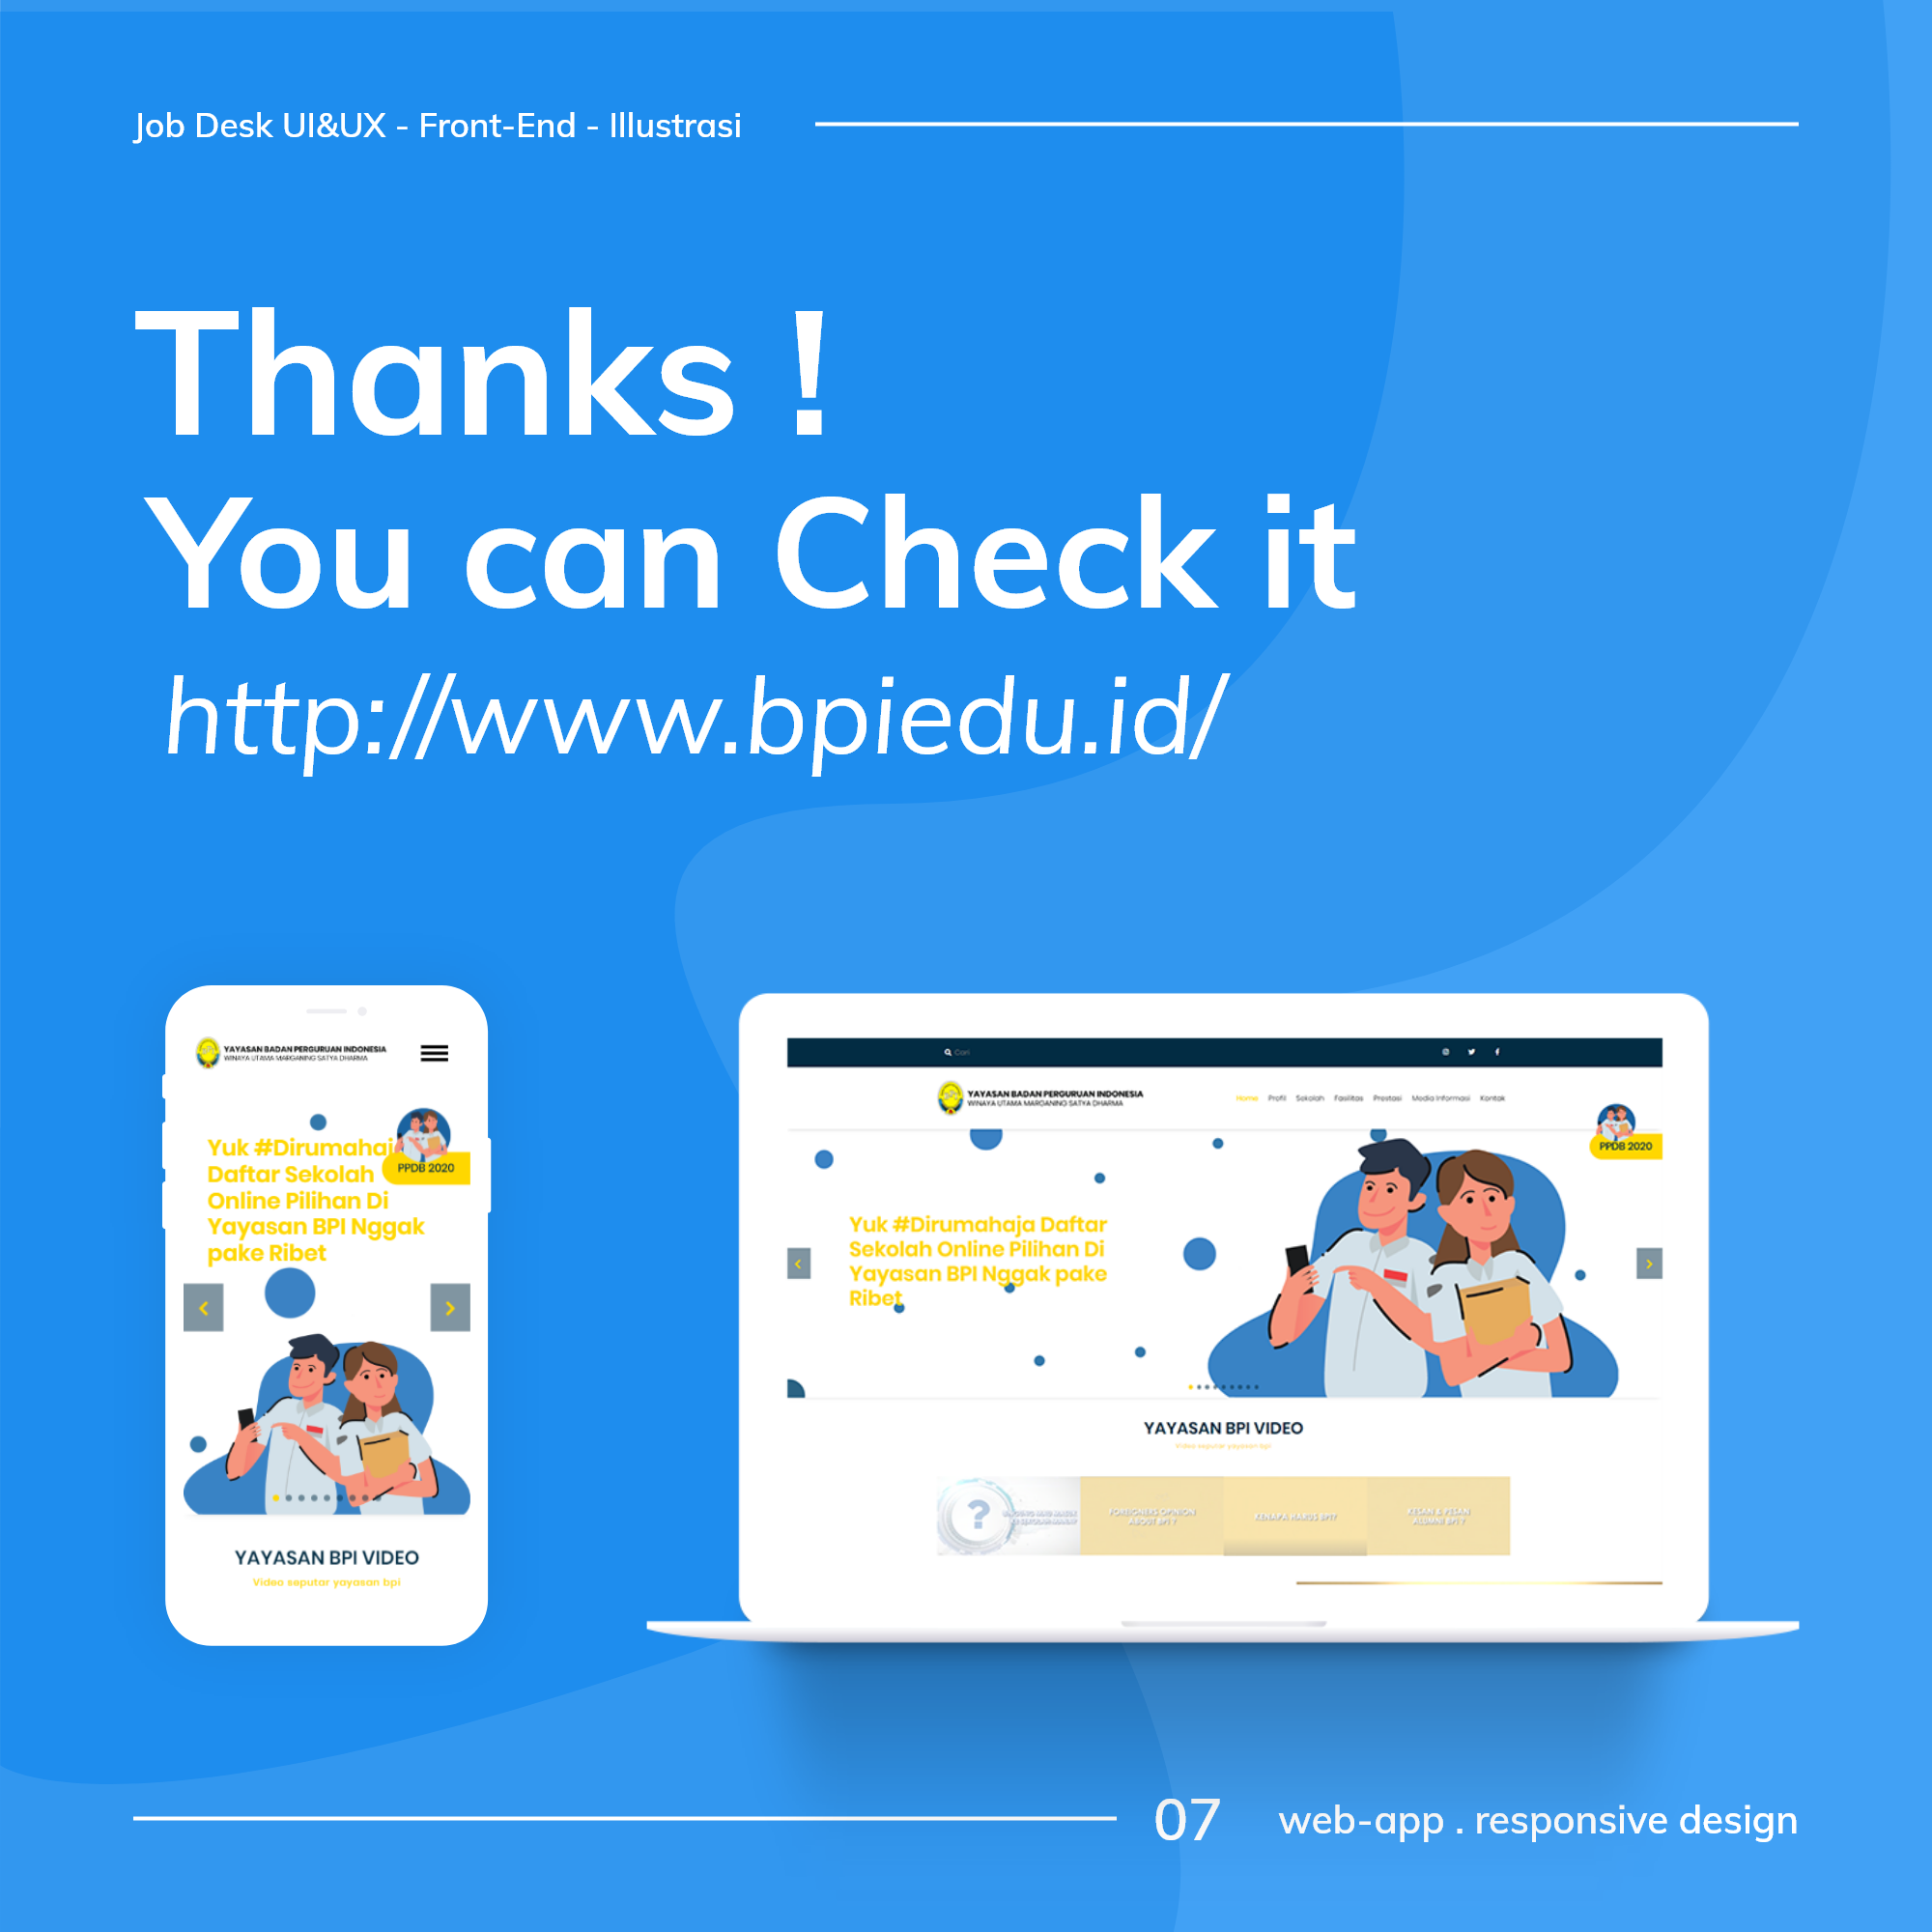 Job Desk UI&UX - Front-End - Illustrasi
Thanks !
You can Check it
http://www.bpiedu.id/
YAYASAN BADAN PERGURUAN INDONESIA
WINAYA UTAMA MARGANING SATYA DHARMA
Yuk #Dirumahaj
Daftar Sekolah
Online Pilihan Di
Yayasan BPI Nggak
pake Ribet
PPDB 2020
YAYASAN BPI VIDEO
Video seputar yayasan bpi
Cari
YAYASAN BADAN PERGURUAN INDONESIA
WINAYA UTAMA MARGANING SATYA DHARMA
Home Profil Sekolah Fasilitas Prestasi Media Informasi Kontak
PPDB 2020
Yuk #Dirumahaja Daftar
Sekolah Online Pilihan Di
Yayasan BPI Nggak pake
Ribet
YAYASAN BPI VIDEO
Video seputar yayasan bpi
?
FOREIGNERS OPINION
ABOUT BPI ?
KENAPA HARUS BPI?
KESAN & PESAN
ALUMNI BPI ?
07
web-app . responsive design